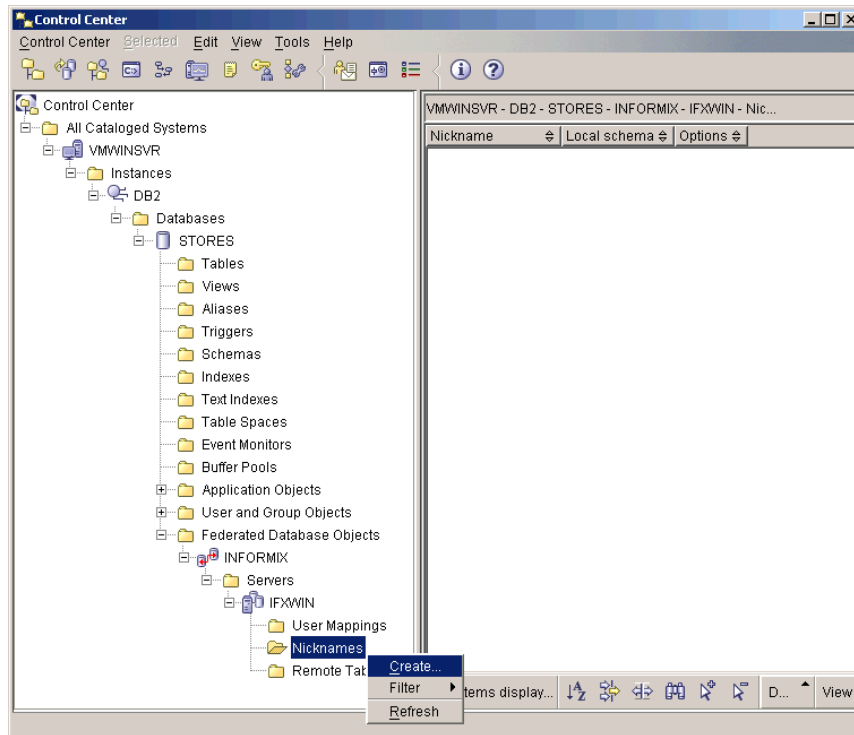 Control Center
Control Center Selected Edit View Tools Help
Control Center
All Cataloged Systems
VMWINSVR
Instances
DB2
Databases
STORES
Tables
Views
Aliases
Triggers
Schemas
Indexes
Text Indexes
Table Spaces
Event Monitors
Buffer Pools
Application Objects
User and Group Objects
Federated Database Objects
INFORMIX
Servers
IFXWIN
User Mappings
Nicknames
Remote Tab
Create...
Filter
Refresh
VMWINSVR - DB2 - STORES - INFORMIX - IFXWIN - Nic...
Nickname Local schema Options
tems display... D... View